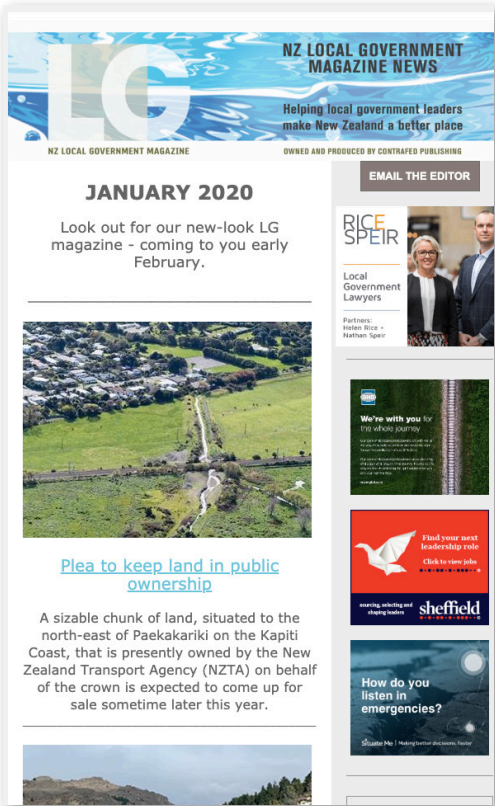 LG
NZ LOCAL GOVERNMENT
MAGAZINE NEWS
Helping local government leaders
make New Zealand a better place
NZ LOCAL GOVERNMENT MAGAZINE
OWNED AND PRODUCED BY CONTRAFED PUBLISHING
JANUARY 2020
Look out for our new-look LG
magazine - coming to you early
February.
Plea to keep land in public
ownership
A sizable chunk of land, situated to the
north-east of Paekakariki on the Kapiti
Coast, that is presently owned by the New
Zealand Transport Agency (NZTA) on behalf
of the crown is expected to come up for
sale sometime later this year.
EMAIL THE EDITOR
RICE
SPEIR
Local
Government
Lawyers
Partners:
Helen Rice +
Nathan Speir
We're with you for
the whole journey
Find your next
leadership role
Click to view jobs
sourcing, selecting and
shaping leaders
sheffield
How do you
listen in
emergencies?
Situate Me | Making better decisions, faster